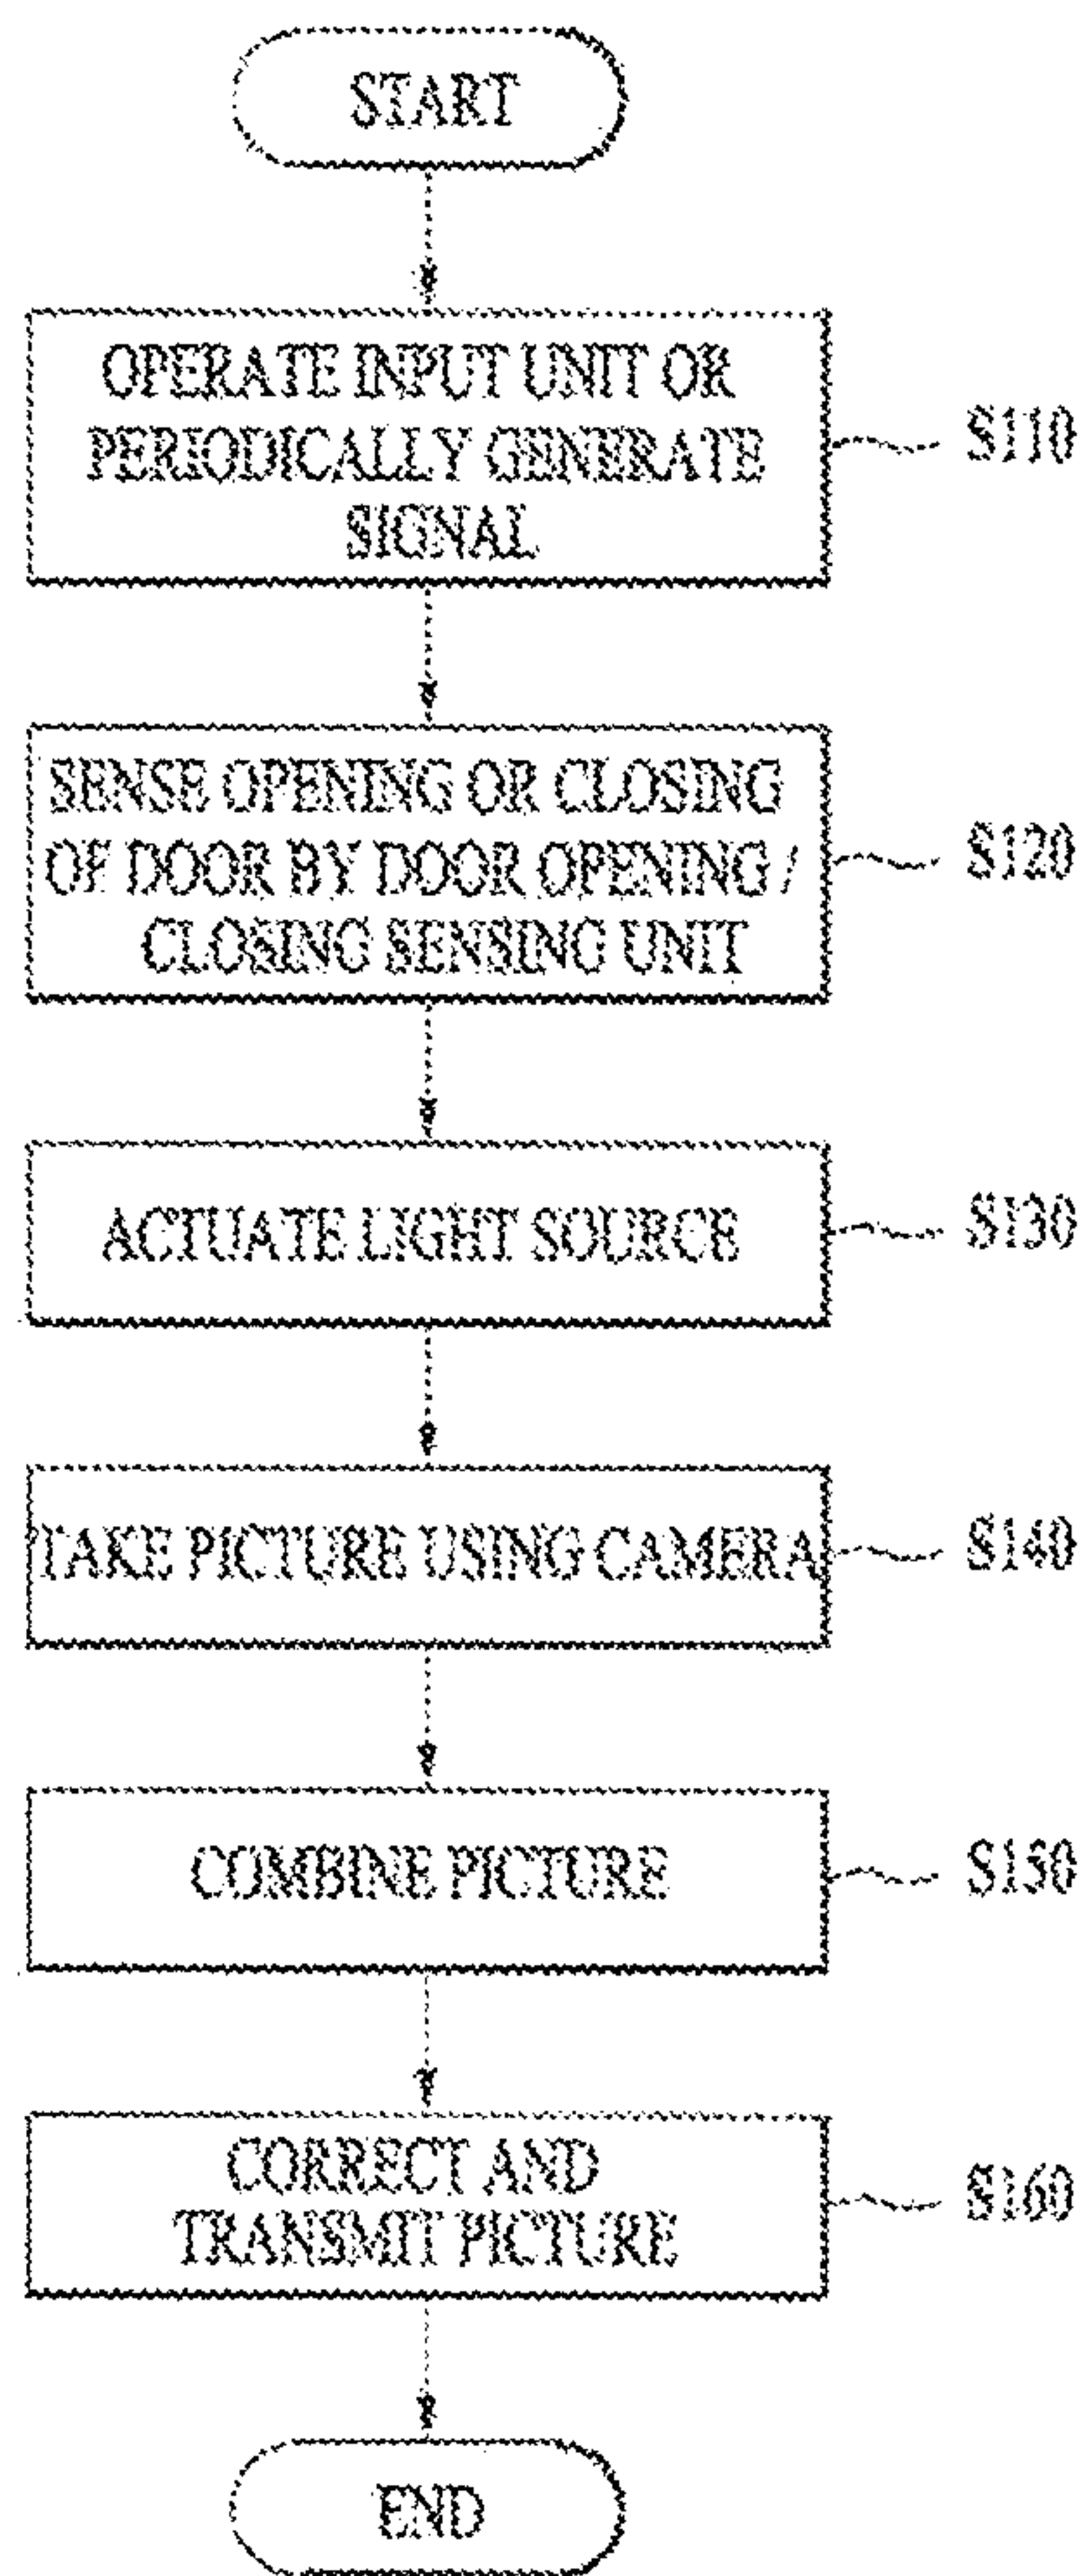 START
OPERATE INPUT UNIT OR
PERIODICALLY GENERATE
SIGNAL
S110
SENSE OPENING OR CLOSING
OF DOOR BY DOOR OPENING /
CLOSING SENSING UNIT
S120
ACTUATE LIGHT SOURCE
S130
TAKE PICTURE USING CAMERA
S140
COMBINE PICTURE
S150
CORRECT AND
TRANSMIT PICTURE
S160
END